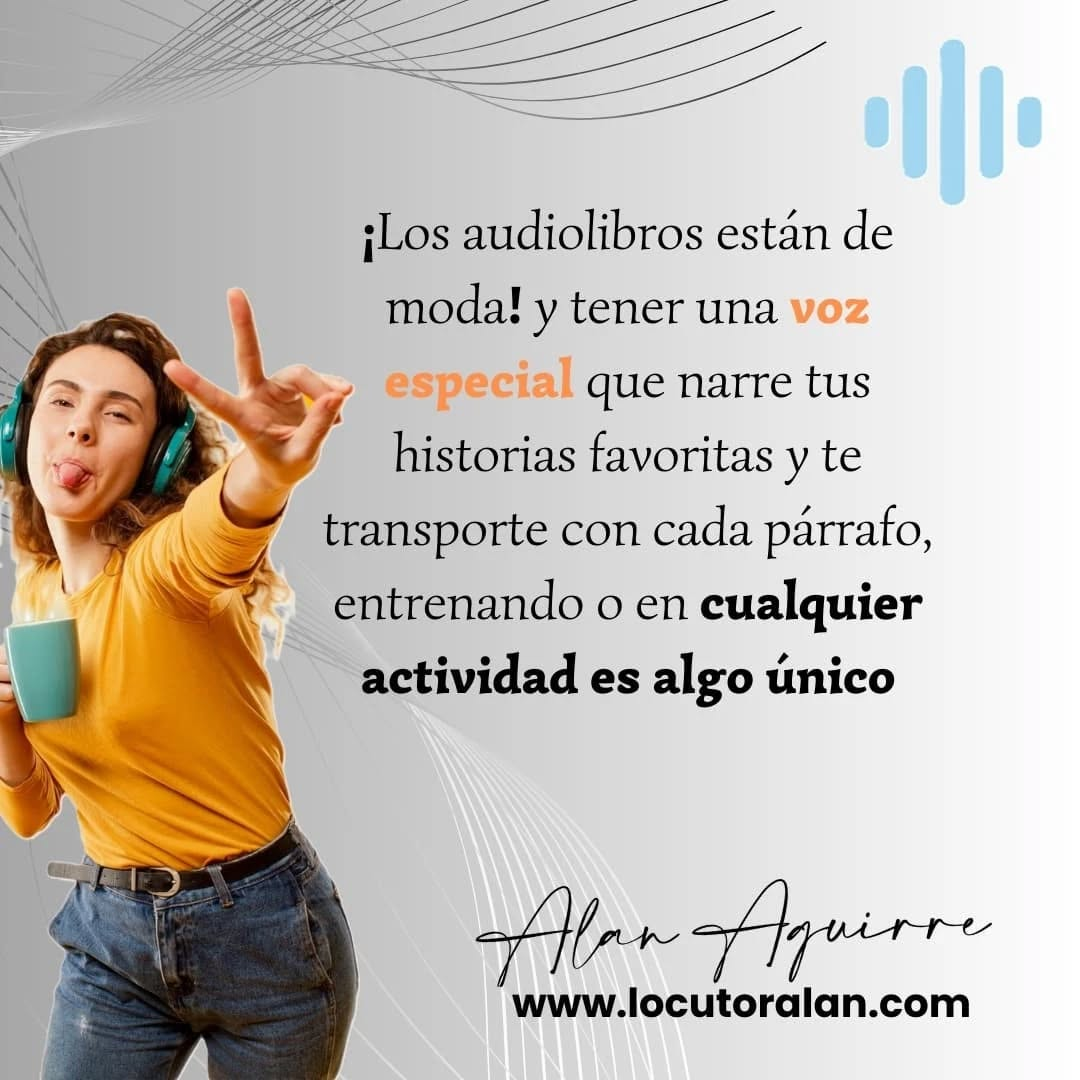 ¡Los audiolibros están de
moda! y tener una voz
especial que narre tus
historias favoritas y te
transporte con cada párrafo,
entrenando o en cualquier
actividad es algo único
Alan Aguirre
www.locutoralan.com